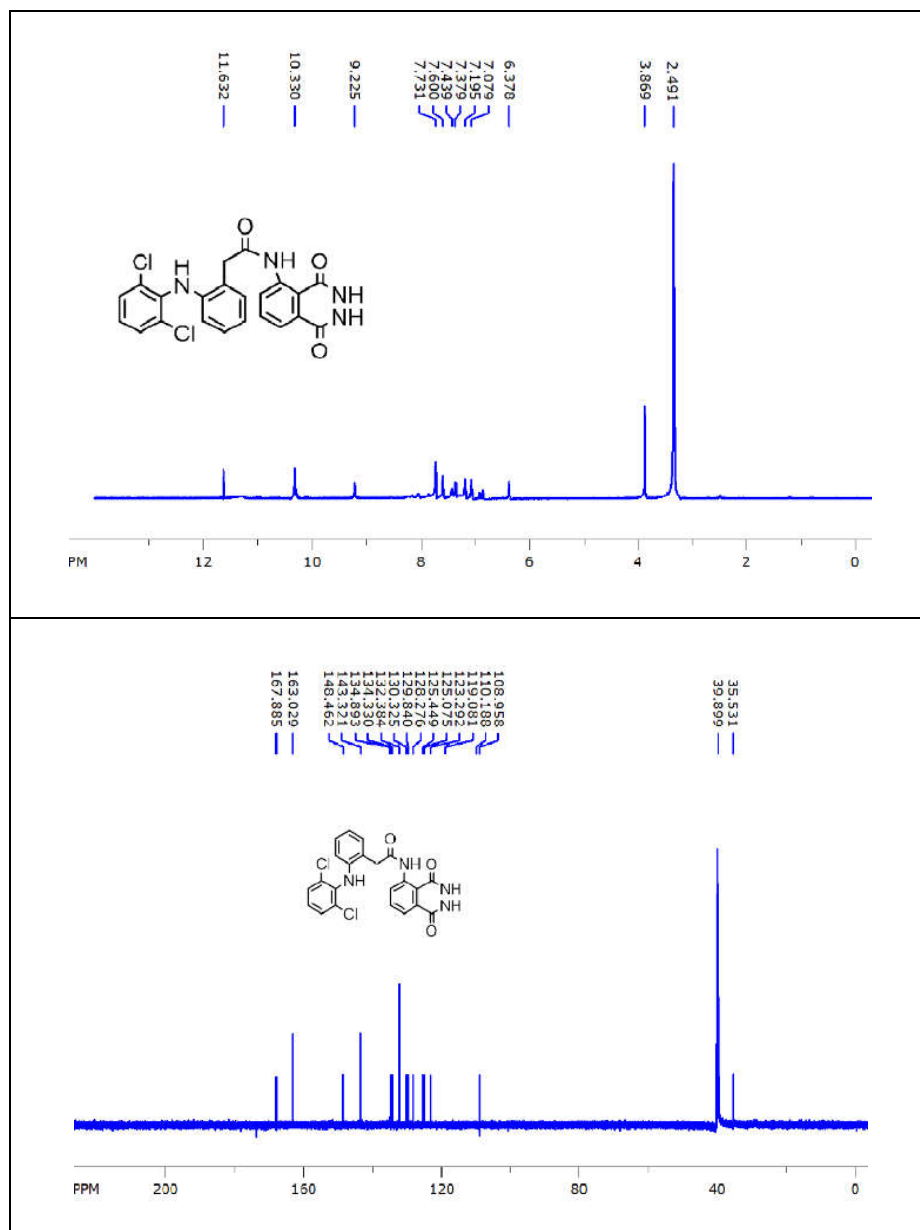 11.632
10.330
9.225
7.731
7.600
7.439
7.379
7.195
7.079
6.378
3.869
2.491
O
Cl
H
N
NH
O
NH
NH
Cl
O
PM 12 10 8 6 4 2 0
167.885
163.029
148.462
143.321
134.893
134.330
132.384
130.325
129.840
128.276
125.449
125.075
123.292
119.081
110.188
108.958
39.899
35.531
O
Cl
NH
NH
O
NH
NH
Cl
O
PPM 200 160 120 80 40 0